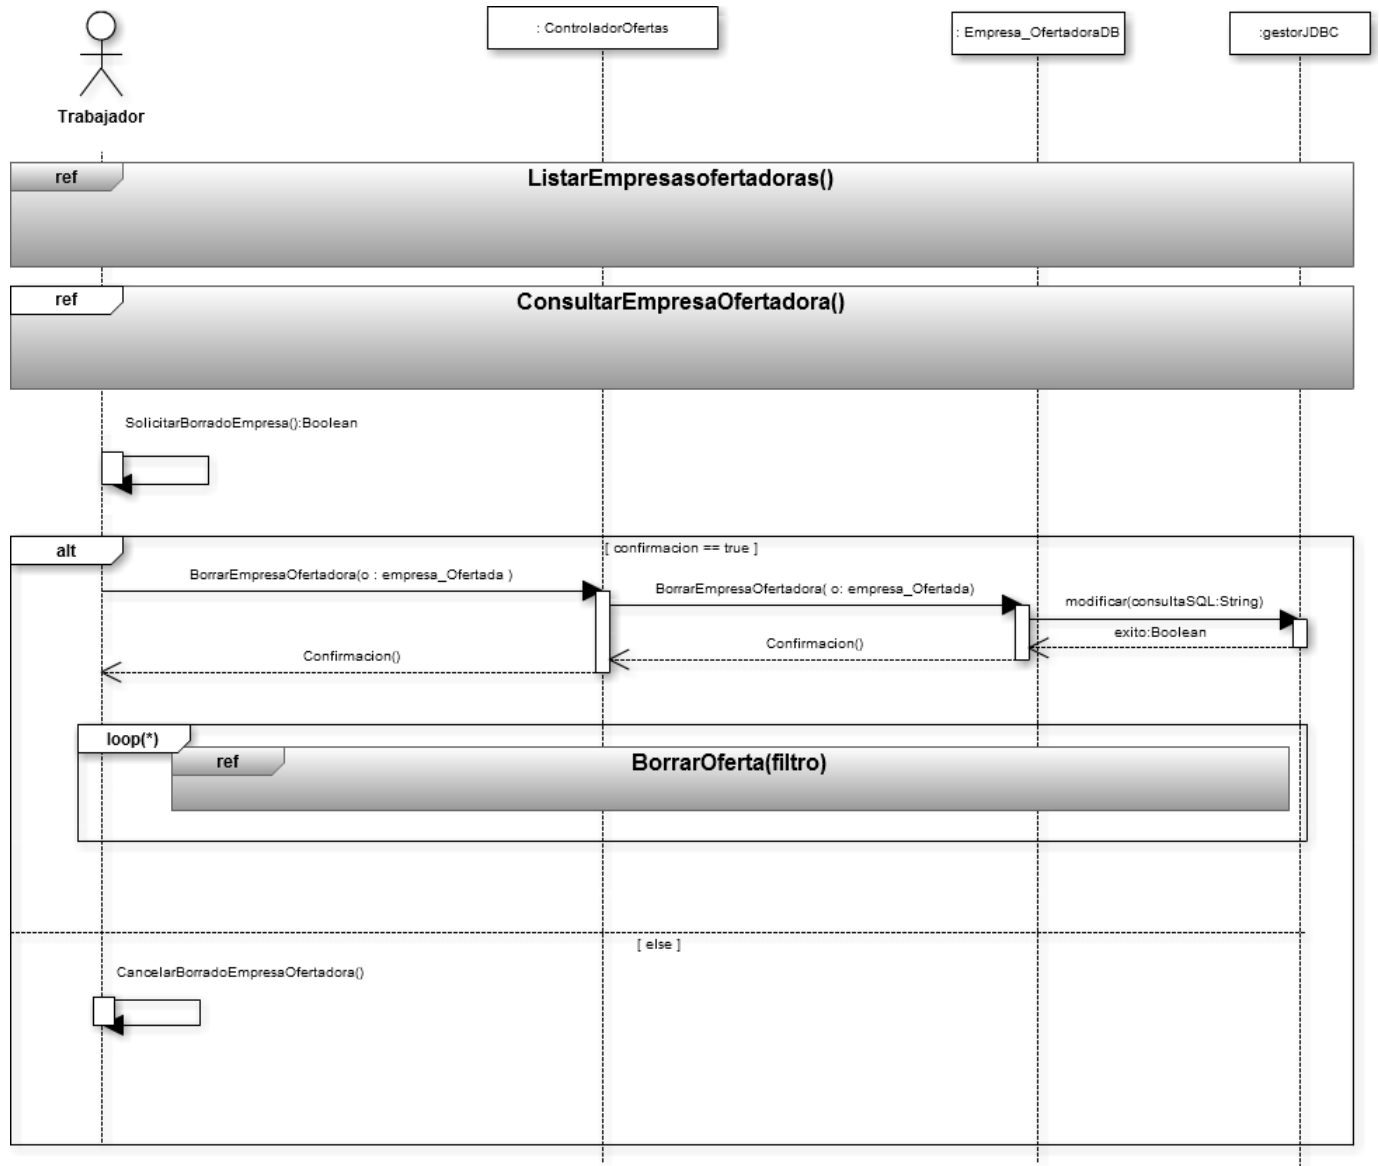 : ControladorOfertas
: Empresa_OfertadoraDB
:gestorJDBC
Trabajador
ref
ListarEmpresasofertadoras()
ref
ConsultarEmpresaOfertadora()
SolicitarBorradoEmpresa():Boolean
alt
[ confirmacion == true ]
BorrarEmpresaOfertadora(o : empresa_Ofertada )
BorrarEmpresaOfertadora( o: empresa_Ofertada)
modificar(consultaSQL:String)
exito:Boolean
Confirmacion()
Confirmacion()
loop(*)
ref
BorrarOferta(filtro)
[ else ]
CancelarBorradoEmpresaOfertadora()